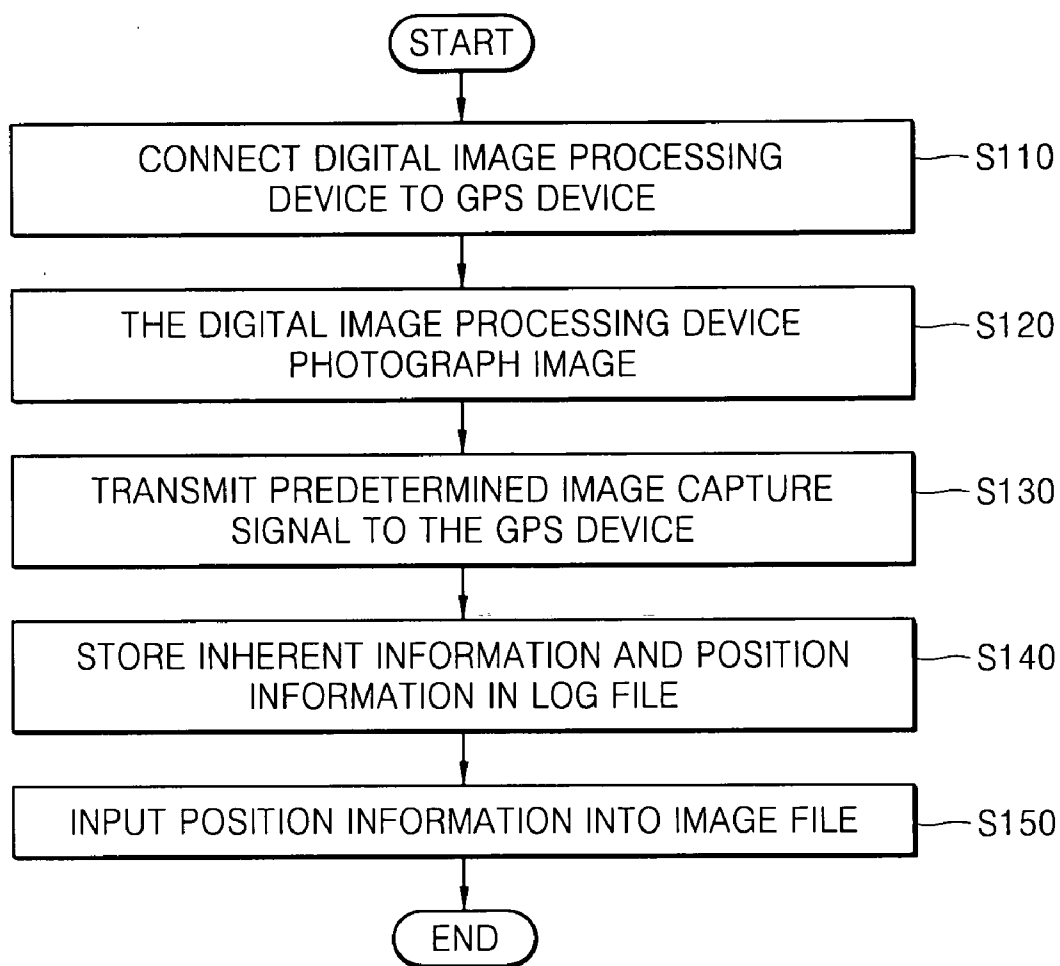 START
CONNECT DIGITAL IMAGE PROCESSING
DEVICE TO GPS DEVICE
S110
THE DIGITAL IMAGE PROCESSING DEVICE
PHOTOGRAPH IMAGE
S120
TRANSMIT PREDETERMINED IMAGE CAPTURE
SIGNAL TO THE GPS DEVICE
S130
STORE INHERENT INFORMATION AND POSITION
INFORMATION IN LOG FILE
S140
INPUT POSITION INFORMATION INTO IMAGE FILE
S150
END